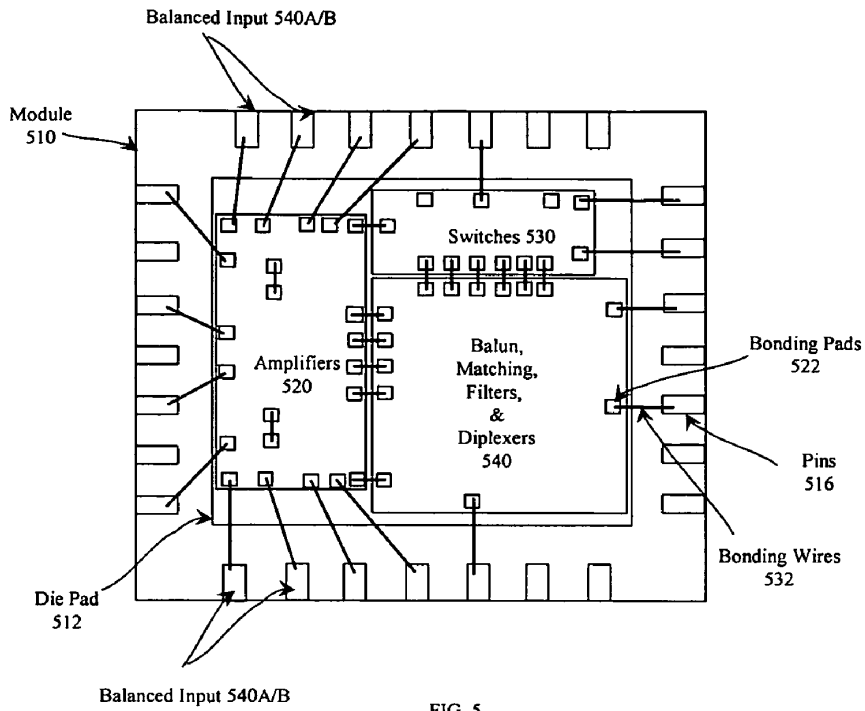 Balanced Input 540A/B
Module
510
Switches 530
Amplifiers
520
Balun,
Matching,
Filters,
&
Diplexers
540
Bonding Pads
522
Pins
516
Bonding Wires
532
Die Pad
512
Balanced Input 540A/B
FIG. 5